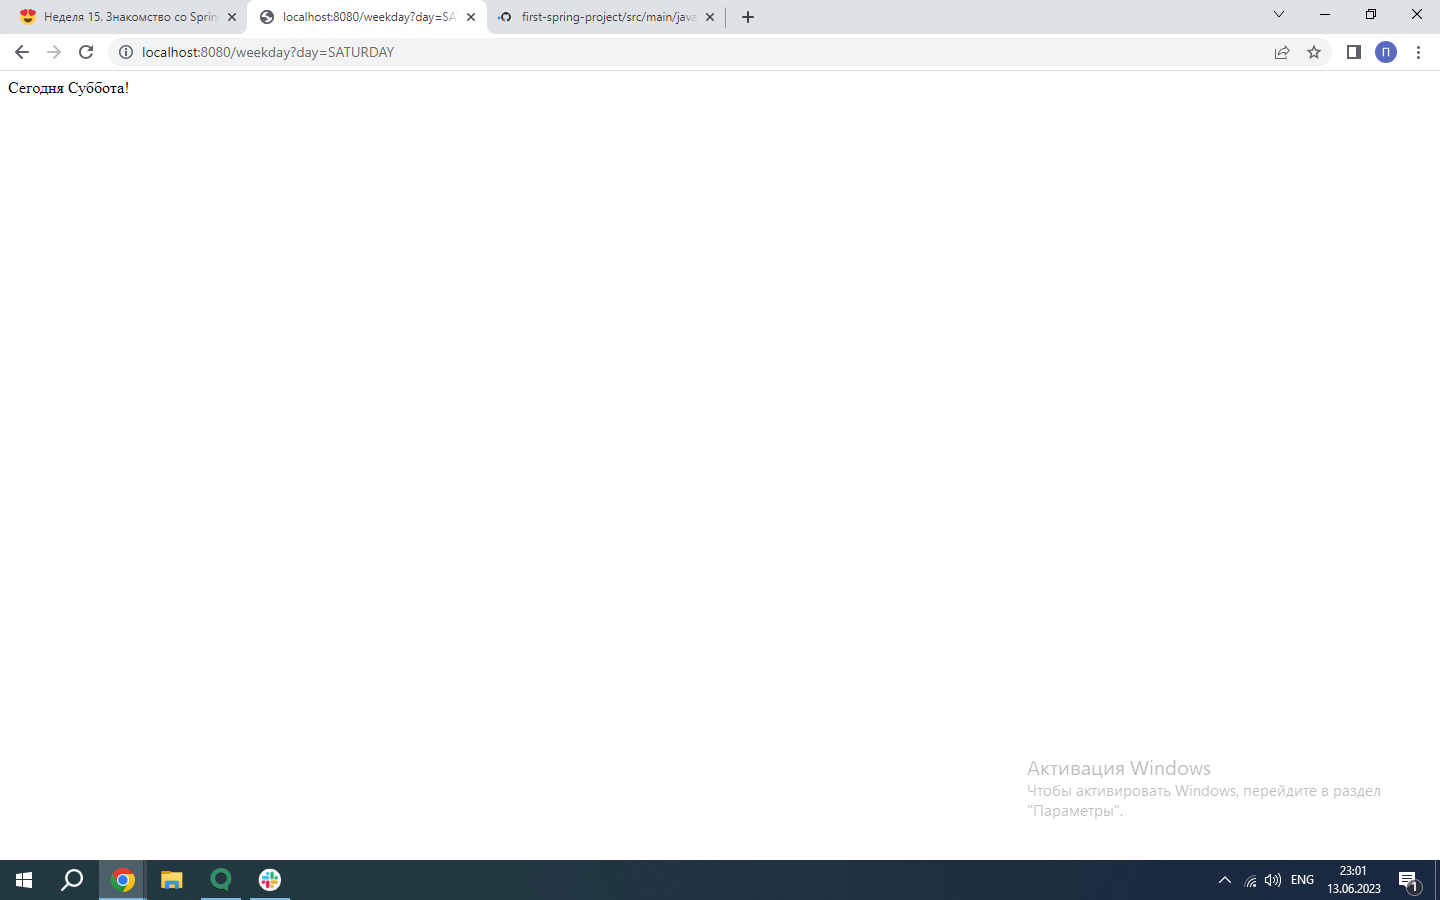 Неделя 15. Знакомство со Sprin
localhost:8080/weekday?day=SAT
first-spring-project/src/main/java
localhost:8080/weekday?day=SATURDAY
П
Сегодня Суббота!
Активация Windows
Чтобы активировать Windows, перейдите в раздел
"Параметры".
ENG
23:01
13.06.2023
1